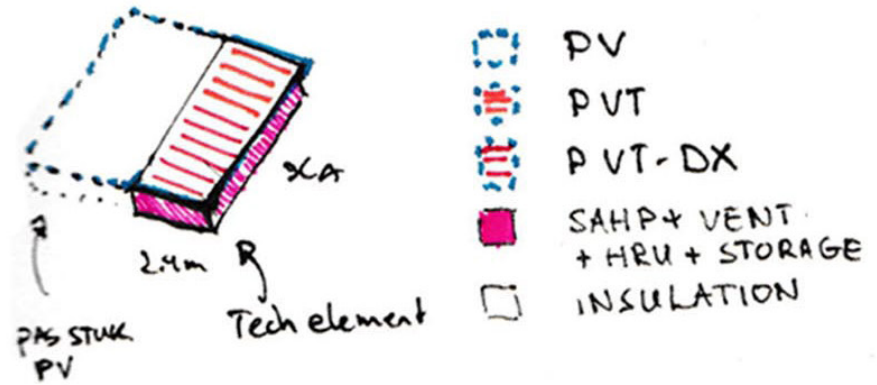 PV
PVT
PVT-DX
SAHP + VENT.
+ HRU + STORAGE
INSULATION
2.4m
Tech element
PAS STUK
PV